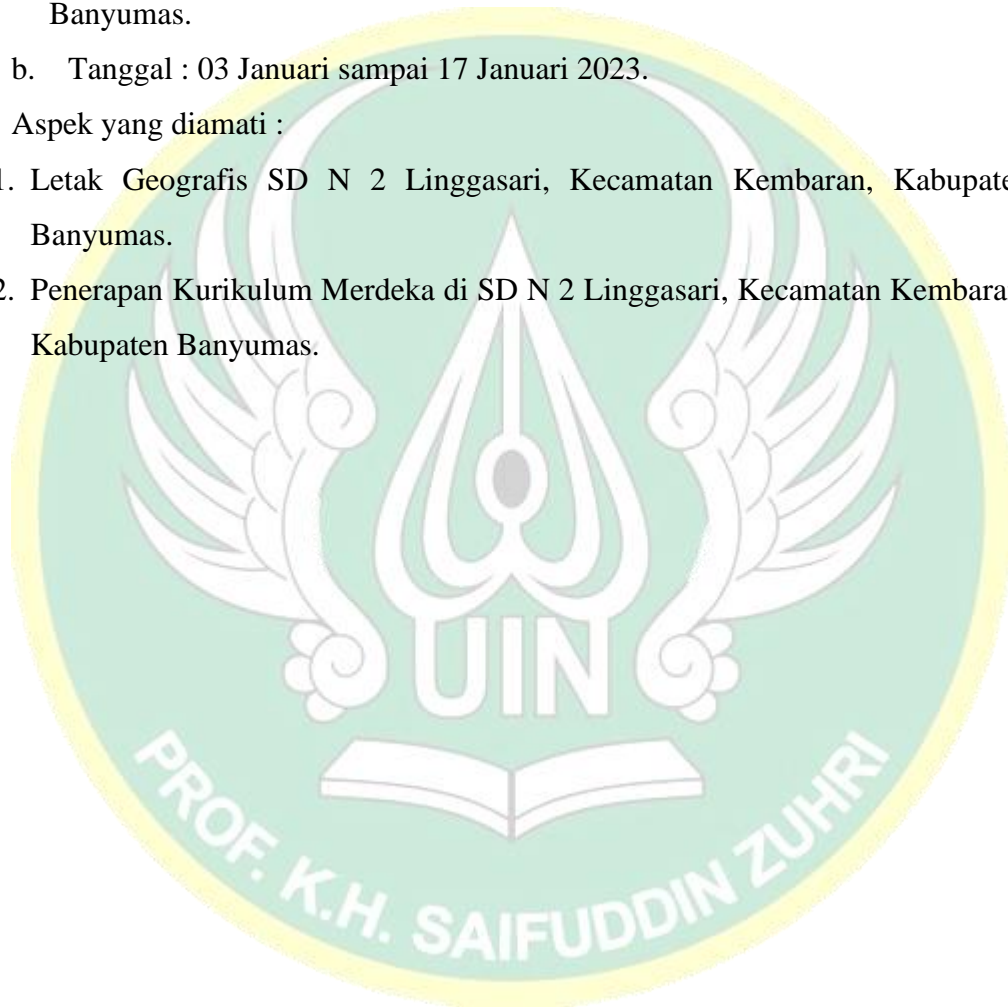 Banyumas.
b. Tanggal : 03 Januari sampai 17 Januari 2023.
Aspek yang diamati :
1. Letak Geografis SD N 2 Linggasari, Kecamatan Kembaran, Kabupate
Banyumas.
2. Penerapan Kurikulum Merdeka di SD N 2 Linggasari, Kecamatan Kembara
Kabupaten Banyumas.
UIN
PROF. K.H. SAIFUDDIN ZUHRI